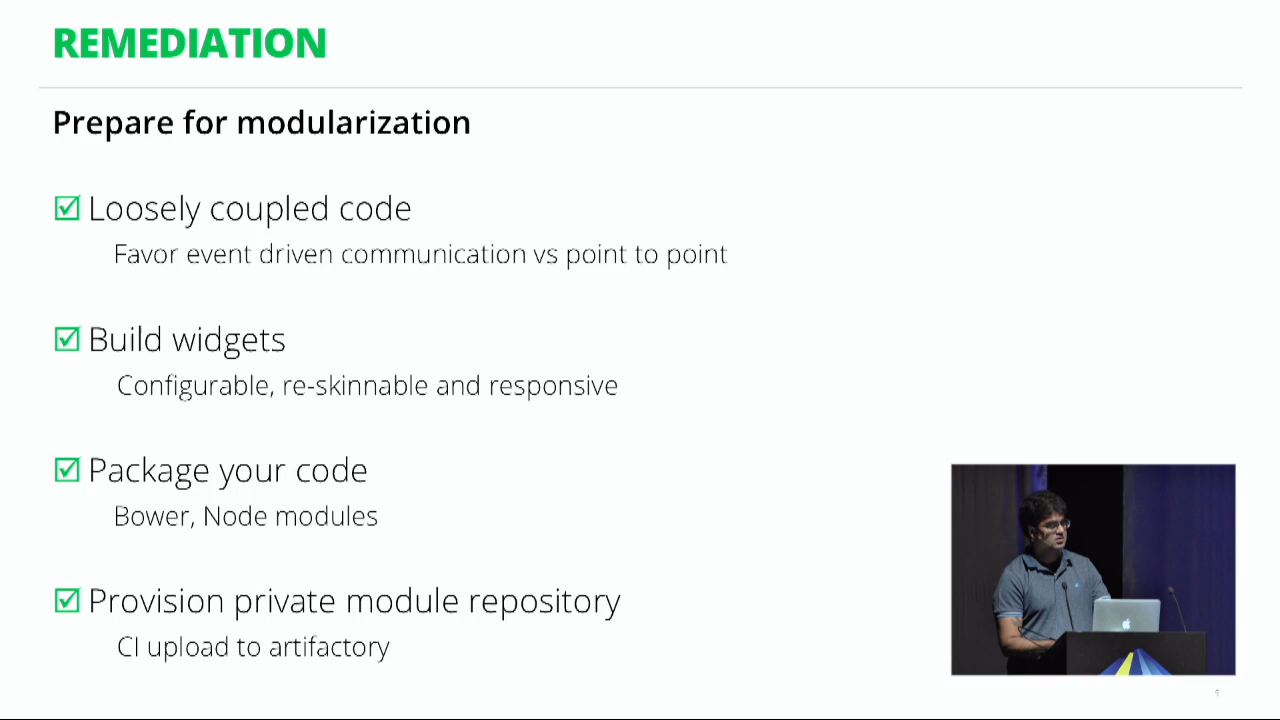 REMEDIATION
Prepare for modularization
Loosely coupled code
Favor event driven communication vs point to point
Build widgets
Configurable, re-skinnable and responsive
Package your code
Bower, Node modules
Provision private module repository
CI upload to artifactory